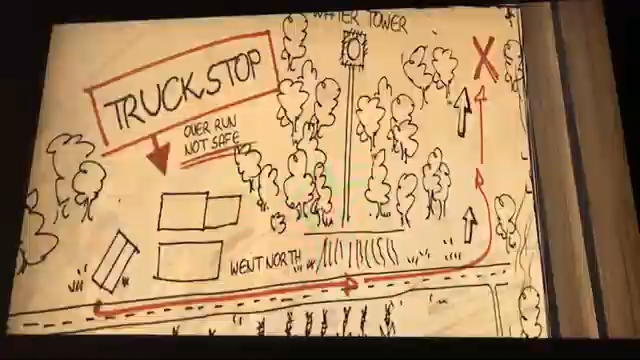 WATER TOWER
TRUCK STOP
OVER RUN
NOT SAFE
X
WENT NORTH